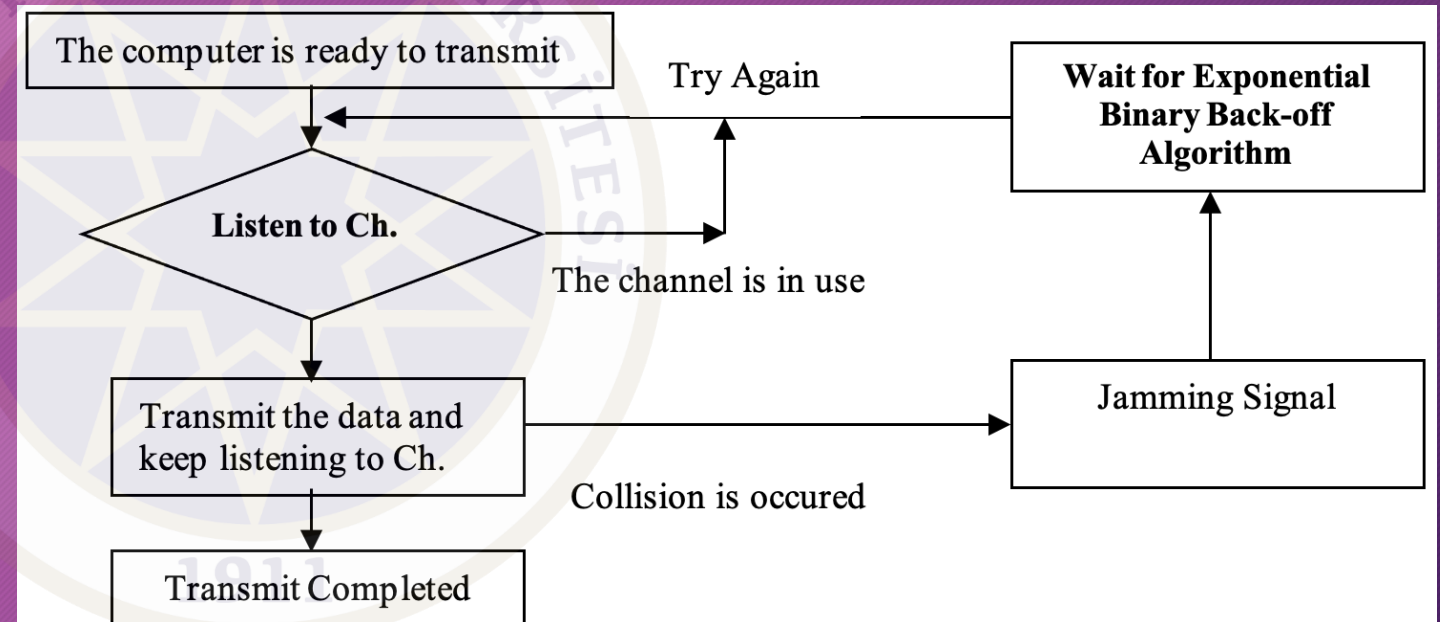 The computer is ready to transmit
Try Again
Wait for Exponential
Binary Back-off
Algorithm
Listen to Ch.
The channel is in use
Transmit the data and
keep listening to Ch.
Jamming Signal
Collision is occured
Transmit Completed
1911